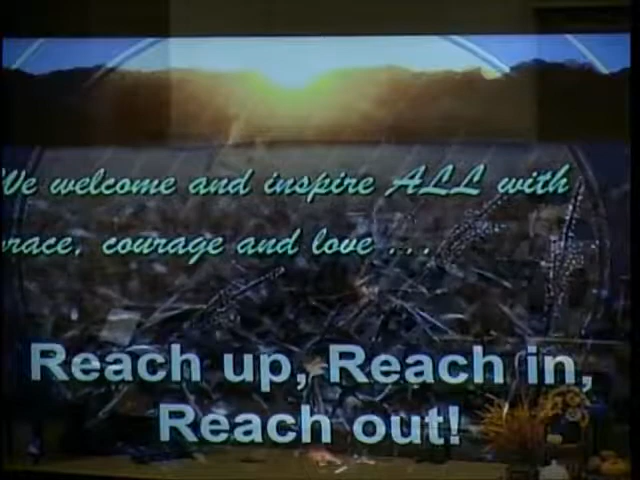 We welcome and inspire ALL with
race, courage and love ...
Reach up, Reach in,
Reach out!